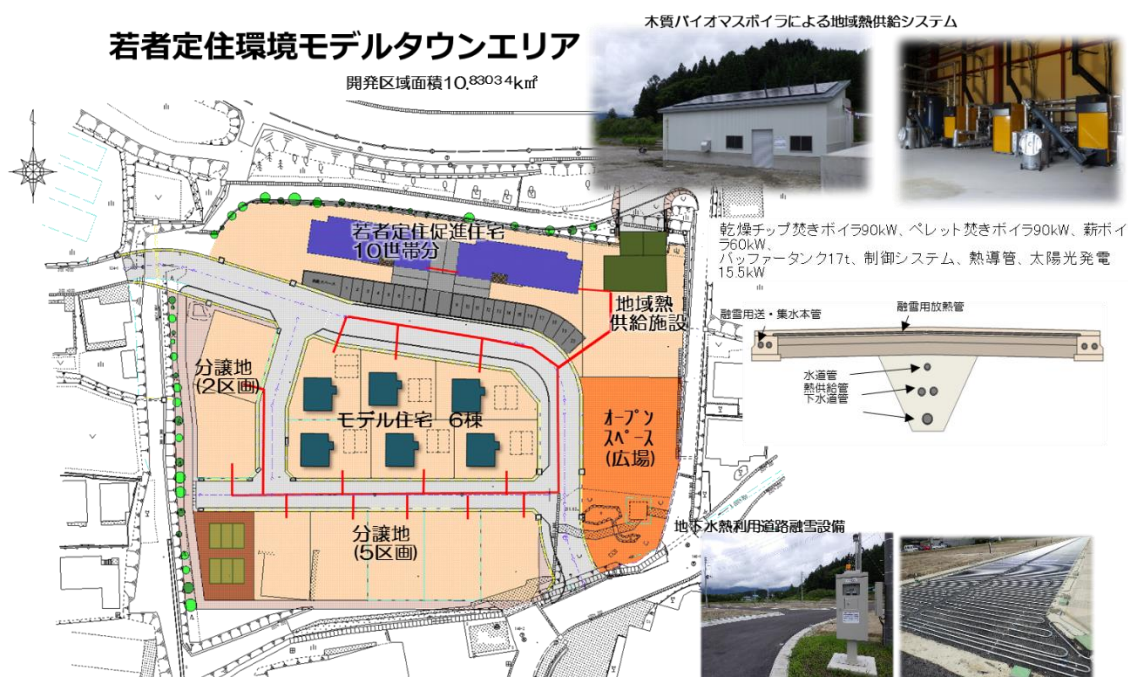 若者定住環境モデルタウンエリア
開発区域面積10.83034k㎡
木質バイオマスボイラによる地域熱供給システム
乾燥チップ焚きボイラ90kW、ペレット焚きボイラ90kW、薪ボイ
ラ60kW、
バッファータンク17t、制御システム、熱導管、太陽光発電
15.5kW
若者定住促進住宅
10世帯分
地域熱
供給施設
分譲地
(2区画)
モデル住宅 6棟
オープン
スペース
(広場)
分譲地
(5区画)
融雪用送・集水本管
融雪用放熱管
水道管
熱供給管
下水道管
地下水熱利用道路融雪設備